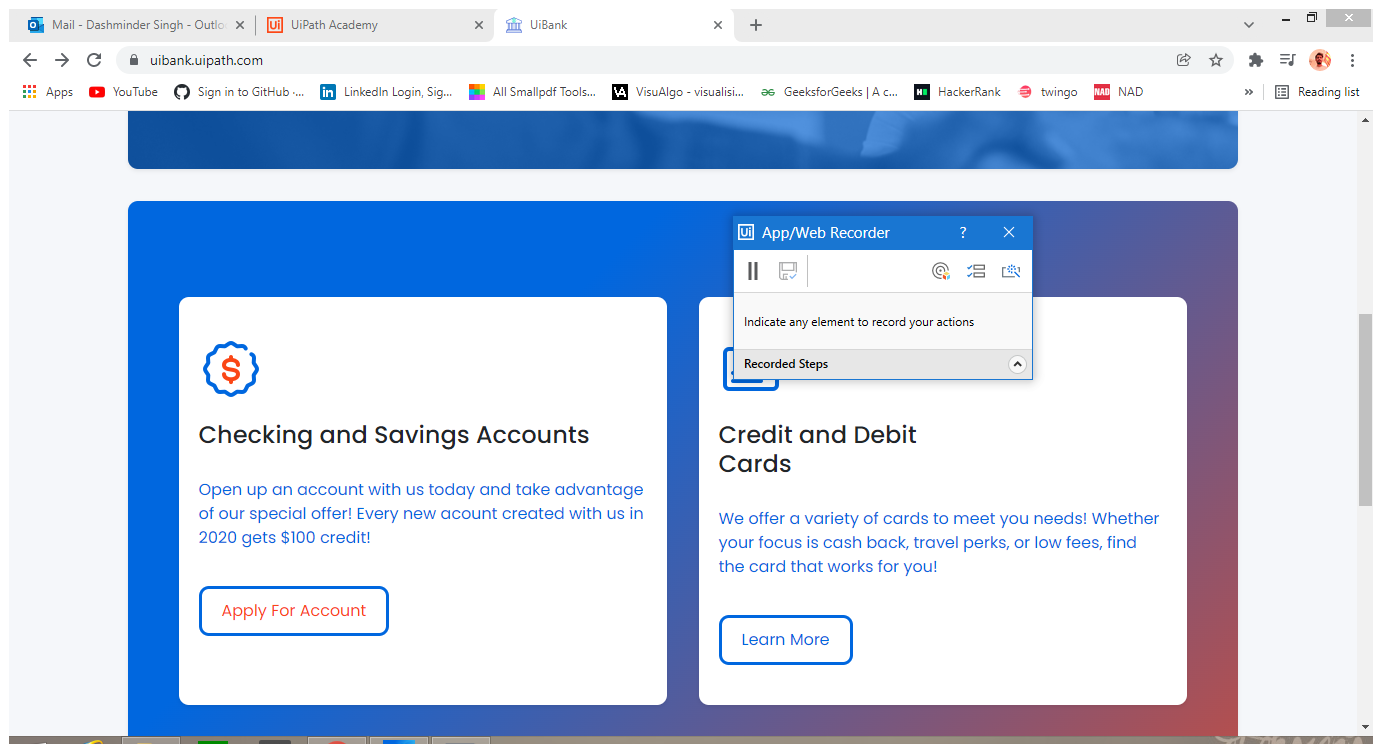 Mail - Dashminder Singh - Outlo
UiPath Academy
UiBank
uibank.uipath.com
Apps
YouTube
Sign in to GitHub ·...
LinkedIn Login, Sig...
All Smallpdf Tools...
VisuAlgo - visualisi...
GeeksforGeeks | A c...
HackerRank
twingo
NAD
NAD
»
Reading list
Ui App/Web Recorder ?
Indicate any element to record your actions
Recorded Steps
$
Checking and Savings Accounts
Open up an account with us today and take advantage
of our special offer! Every new acount created with us in
2020 gets $100 credit!
Apply For Account
Credit and Debit
Cards
We offer a variety of cards to meet you needs! Whether
your focus is cash back, travel perks, or low fees, find
the card that works for you!
Learn More